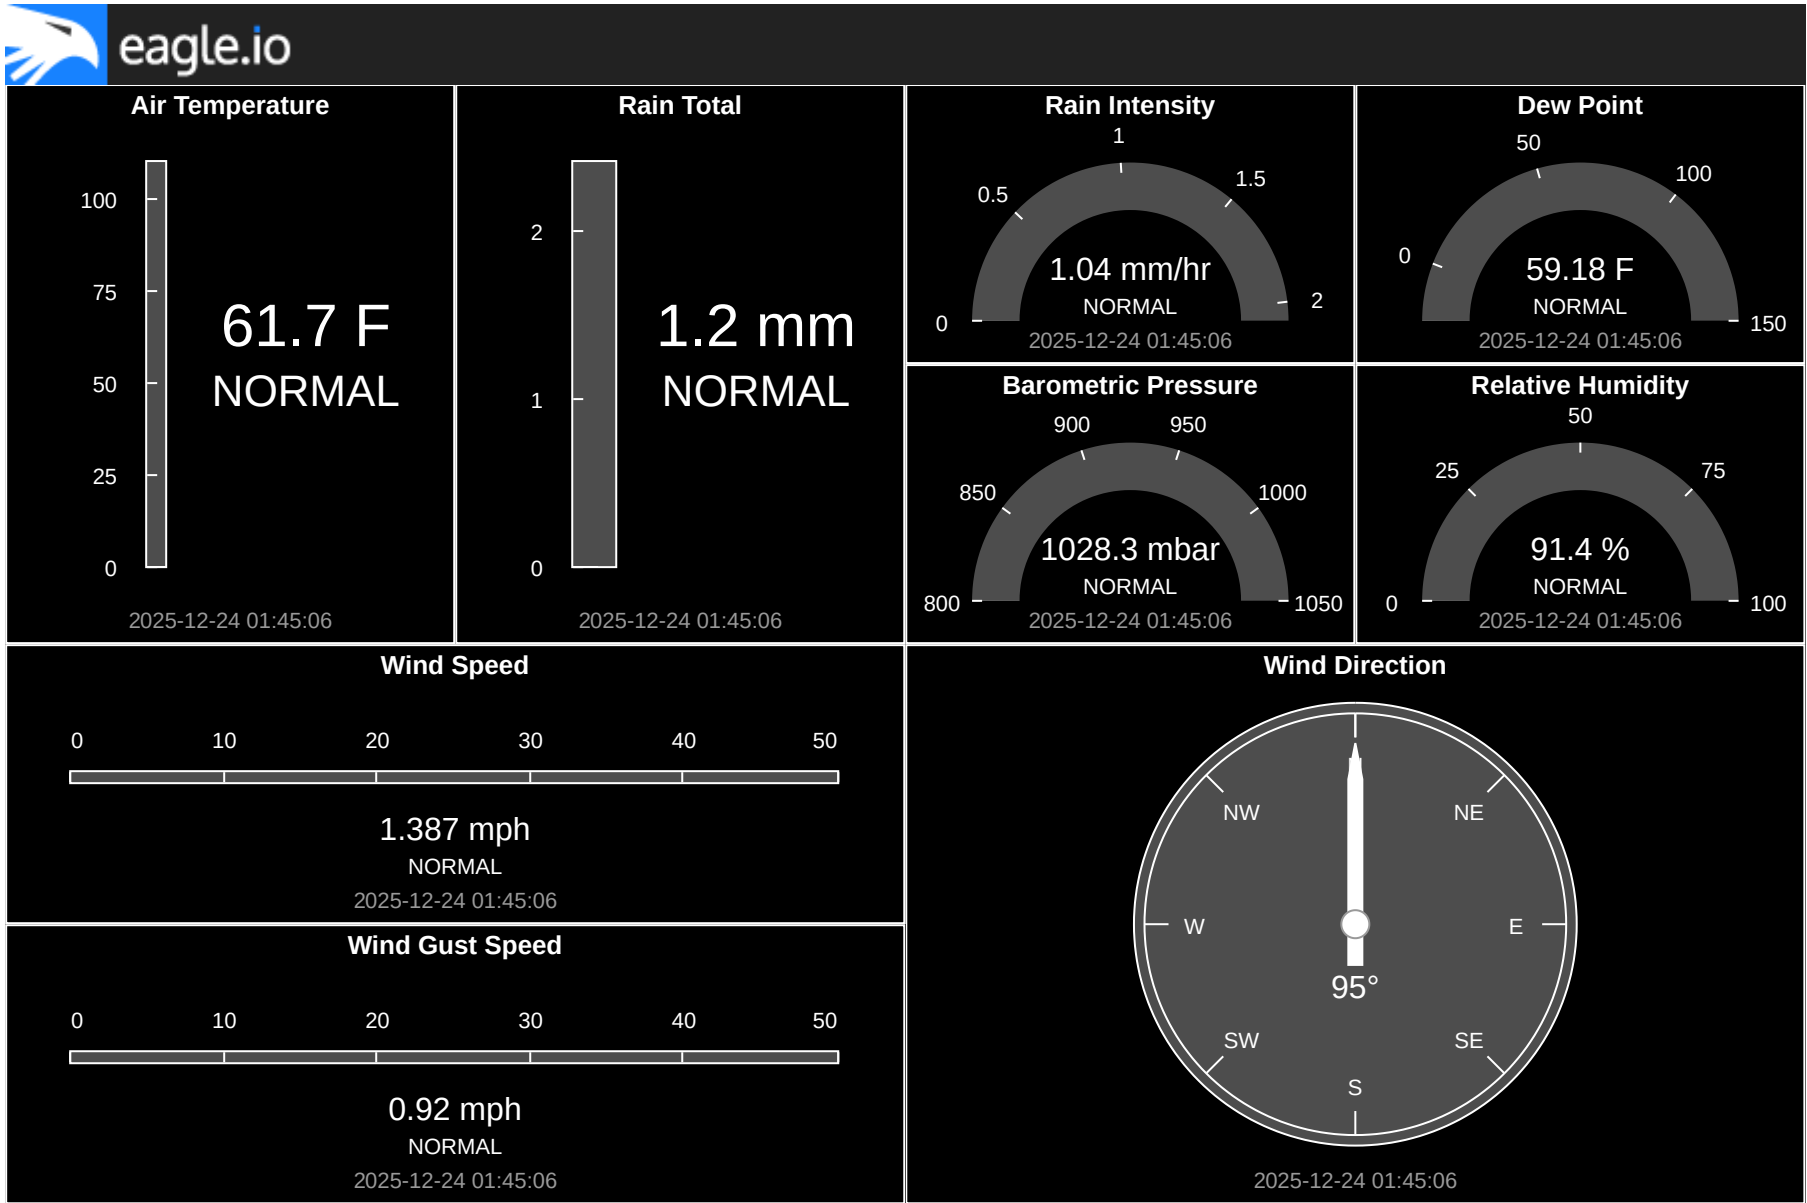 eagle.io
Air Temperature
100
75
50
25
0
61.7 F
NORMAL
2025-12-24 01:45:06
Rain Total
2
1
0
1.2 mm
NORMAL
2025-12-24 01:45:06
Rain Intensity
0
0.5
1
1.5
2
1.04 mm/hr
NORMAL
2025-12-24 01:45:06
Dew Point
0
50
100
150
59.18 F
NORMAL
2025-12-24 01:45:06
Barometric Pressure
800
850
900
950
1000
1050
1028.3 mbar
NORMAL
2025-12-24 01:45:06
Relative Humidity
0
25
50
75
100
91.4 %
NORMAL
2025-12-24 01:45:06
Wind Speed
0 10 20 30 40 50
1.387 mph
NORMAL
2025-12-24 01:45:06
Wind Gust Speed
0 10 20 30 40 50
0.92 mph
NORMAL
2025-12-24 01:45:06
Wind Direction
NW NE
W E
95°
SW SE
S
2025-12-24 01:45:06